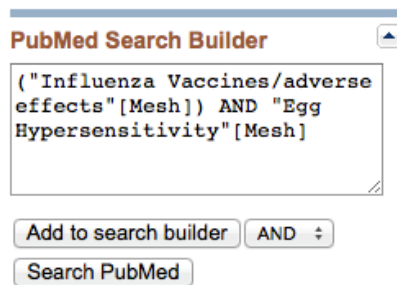 PubMed Search Builder
("Influenza Vaccines/adverse
effects"[Mesh]) AND "Egg
Hypersensitivity"[Mesh]
Add to search builder AND
Search PubMed